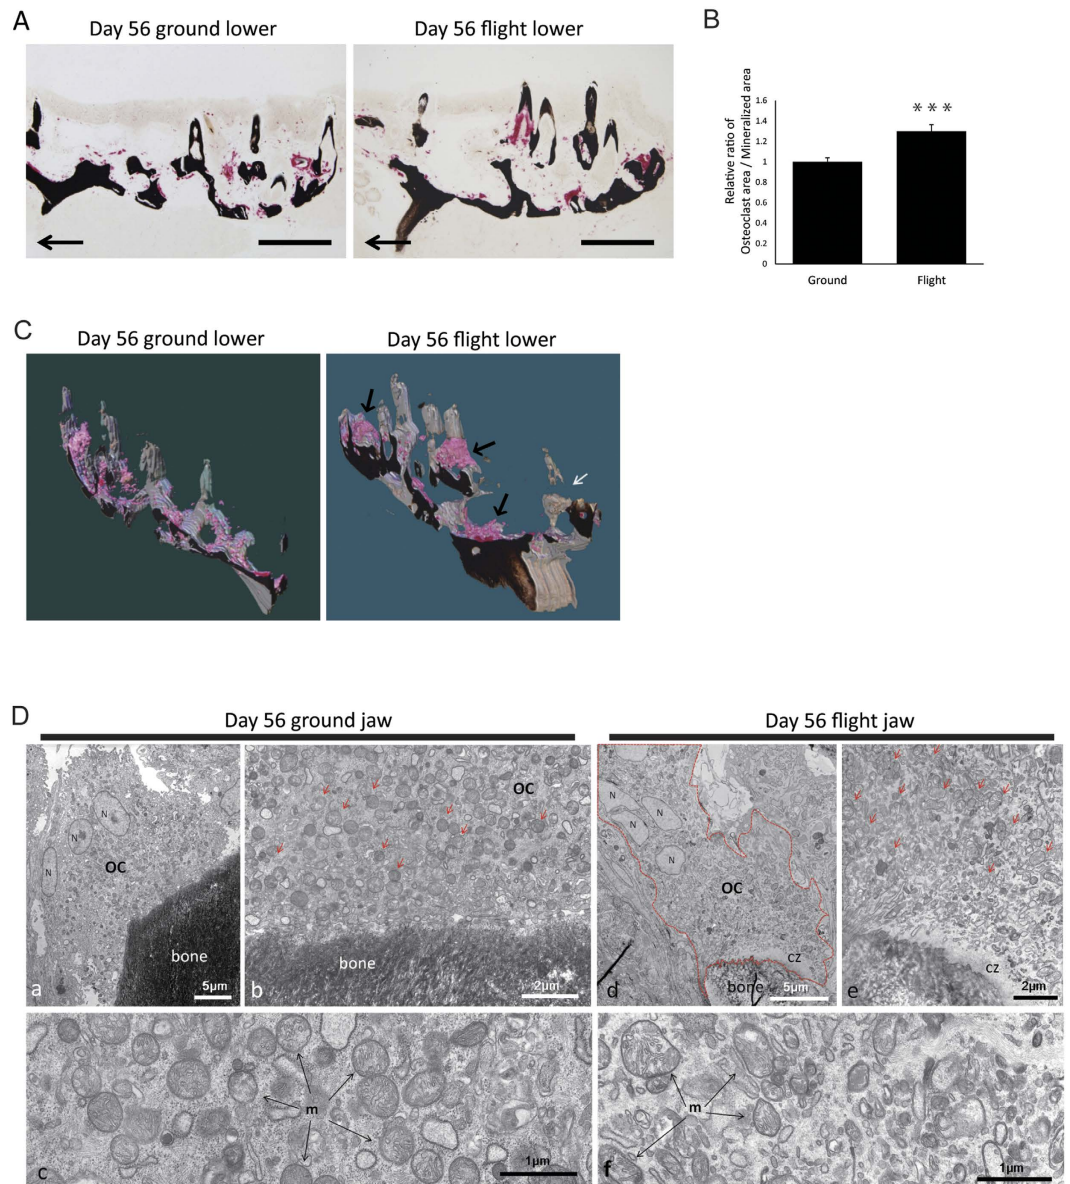 A
Day 56 ground lower
Day 56 flight lower
B
Relative ratio of
Osteoclast area / Mineralized area
1.6
1.4
1.2
1
0.8
0.6
0.4
0.2
0
***
Ground
Flight
C
Day 56 ground lower
Day 56 flight lower
D
Day 56 ground jaw
Day 56 flight jaw
N
N
N
OC
bone
a
5μm
OC
bone
b
2μm
N
N
N
OC
cz
bone
d
5μm
cz
e
2μm
m
c
1μm
m
f
1μm